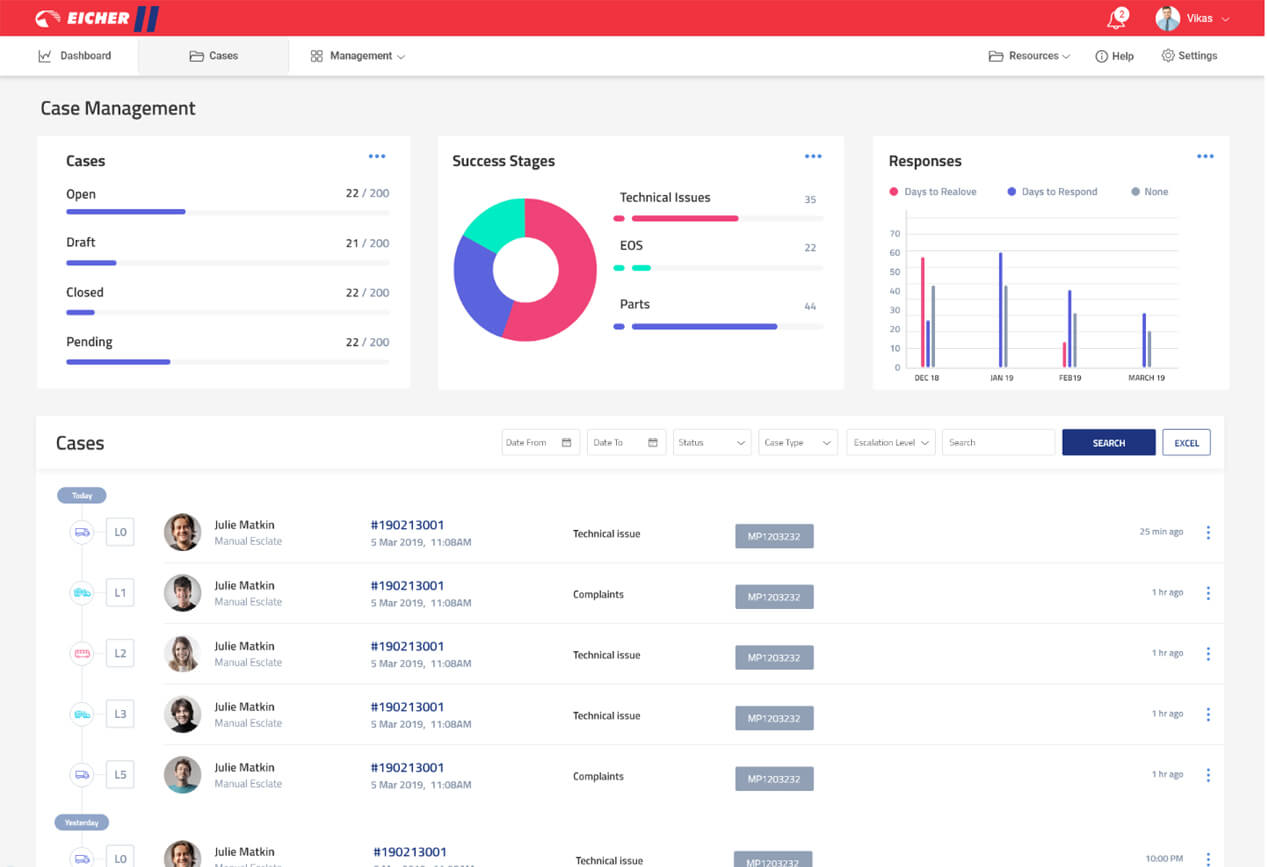 EICHER
2
Vikas
Dashboard
Cases
Management
Resources
Help
Settings
Case Management
Cases
Open 22 / 200
Draft 21 / 200
Closed 22 / 200
Pending 22 / 200
Success Stages
Technical Issues 35
EOS 22
Parts 44
Responses
Days to Realove Days to Respond None
70
60
50
40
30
20
10
0
DEC 18 JAN 19 FEB19 MARCH 19
Cases
Date From Date To Status Case Type Escalation Level Search SEARCH EXCEL
Today
L0 Julie Matkin #190213001 Technical issue MP1203232 25 min ago
Manual Esclate 5 Mar 2019, 11:08AM
L1 Julie Matkin #190213001 Complaints MP1203232 1 hr ago
Manual Esclate 5 Mar 2019, 11:08AM
L2 Julie Matkin #190213001 Technical issue MP1203232 1 hr ago
Manual Esclate 5 Mar 2019, 11:08AM
L3 Julie Matkin #190213001 Technical issue MP1203232 1 hr ago
Manual Esclate 5 Mar 2019, 11:08AM
L5 Julie Matkin #190213001 Complaints MP1203232 1 hr ago
Manual Esclate 5 Mar 2019, 11:08AM
Yesterday
L0 Julie Matkin #190213001 Technical issue MP1203232 10:00 PM